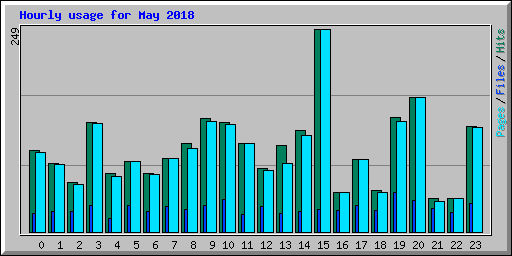 Hourly usage for May 2018
249
Pages / Files / Hits
0 1 2 3 4 5 6 7 8 9 10 11 12 13 14 15 16 17 18 19 20 21 22 23